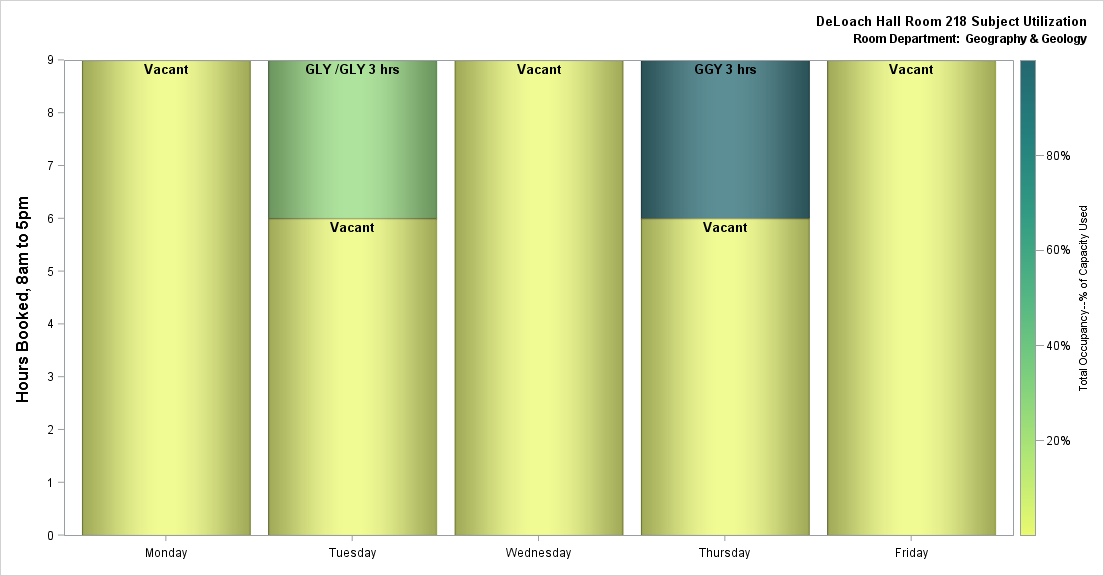 DeLoach Hall Room 218 Subject Utilization
Room Department: Geography & Geology
Hours Booked, 8am to 5pm
9
8
7
6
5
4
3
2
1
0
Vacant
GLY /GLY 3 hrs
Vacant
GGY 3 hrs
Vacant
Vacant
Vacant
Monday
Tuesday
Wednesday
Thursday
Friday
80%
60%
40%
20%
Total Occupancy--% of Capacity Used